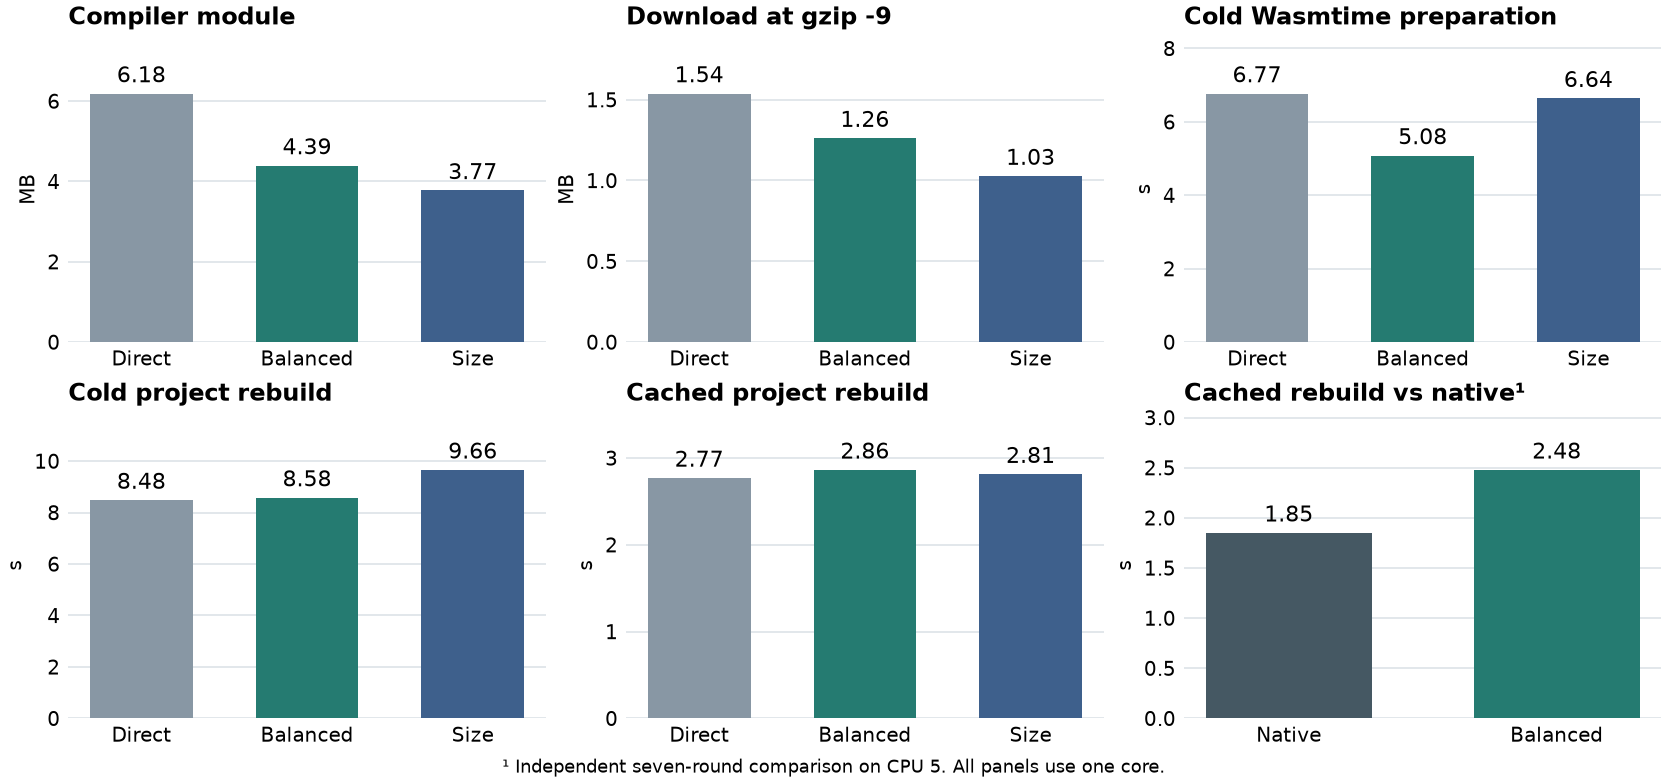 Compiler module
6.18
4.39
3.77
6
4
2
0
MB
Direct Balanced Size
Download at gzip -9
1.54
1.26
1.03
1.5
1.0
0.5
0.0
MB
Direct Balanced Size
Cold Wasmtime preparation
8
6.77
5.08
6.64
6
4
2
0
s
Direct Balanced Size
Cold project rebuild
8.48
8.58
9.66
10
8
6
4
2
0
s
Direct Balanced Size
Cached project rebuild
2.77
2.86
2.81
3
2
1
0
s
Direct Balanced Size
Cached rebuild vs native¹
3.0
1.85
2.48
2.5
2.0
1.5
1.0
0.5
0.0
s
Native Balanced
¹ Independent seven-round comparison on CPU 5. All panels use one core.